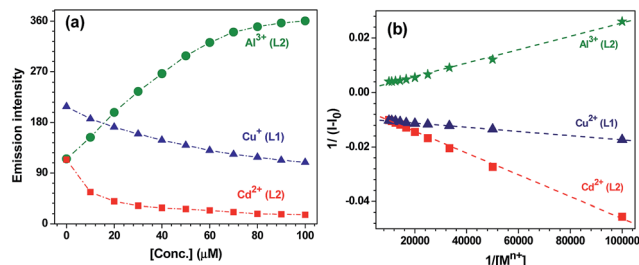 (a)
Emission intensity
360
270
180
90
0
Al³⁺ (L2)
Cu⁺ (L1)
Cd²⁺ (L2)
0 20 40 60 80 100
[Conc.] (μM)
(b)
1/ (I-I₀)
0.02
0.00
-0.02
-0.04
Al³⁺ (L2)
Cu²⁺ (L1)
Cd²⁺ (L2)
20000 40000 60000 80000 100000
1/[Mⁿ⁺]